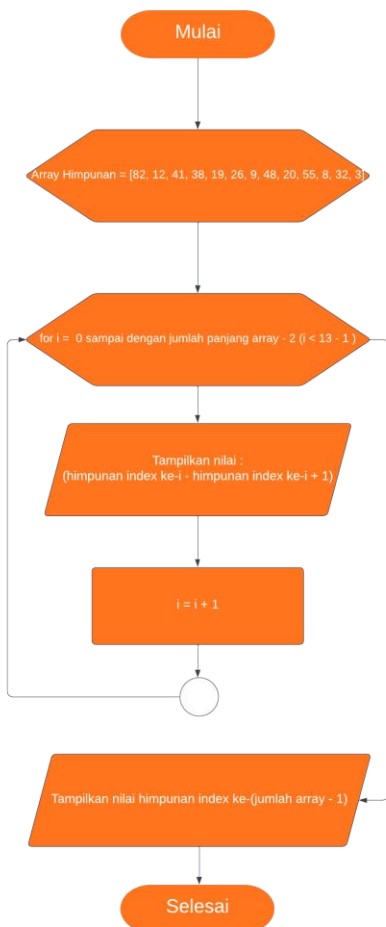 Mulai
Array Himpunan = [82, 12, 41, 38, 19, 26, 9, 48, 20, 55, 8, 32, 3]
for i =  0 sampai dengan jumlah panjang array - 2 (i < 13 - 1 )
Tampilkan nilai :
(himpunan index ke-i - himpunan index ke-i + 1)
i = i + 1
Tampilkan nilai himpunan index ke-(jumlah array - 1)
Selesai